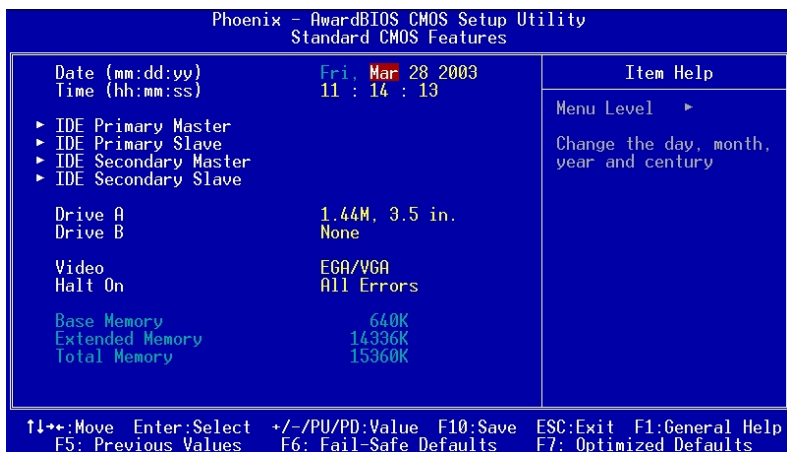 Phoenix - AwardBIOS CMOS Setup Utility
Standard CMOS Features
Date (mm:dd:yy) Fri, Mar 28 2003
Time (hh:mm:ss) 11 : 14 : 13
► IDE Primary Master
► IDE Primary Slave
► IDE Secondary Master
► IDE Secondary Slave
Drive A 1.44M, 3.5 in.
Drive B None
Video EGA/VGA
Halt On All Errors
Base Memory 640K
Extended Memory 14336K
Total Memory 15360K
Item Help
Menu Level ►
Change the day, month,
year and century
↑↓→←:Move Enter:Select +/-/PU/PD:Value F10:Save ESC:Exit F1:General Help
F5: Previous Values F6: Fail-Safe Defaults F7: Optimized Defaults